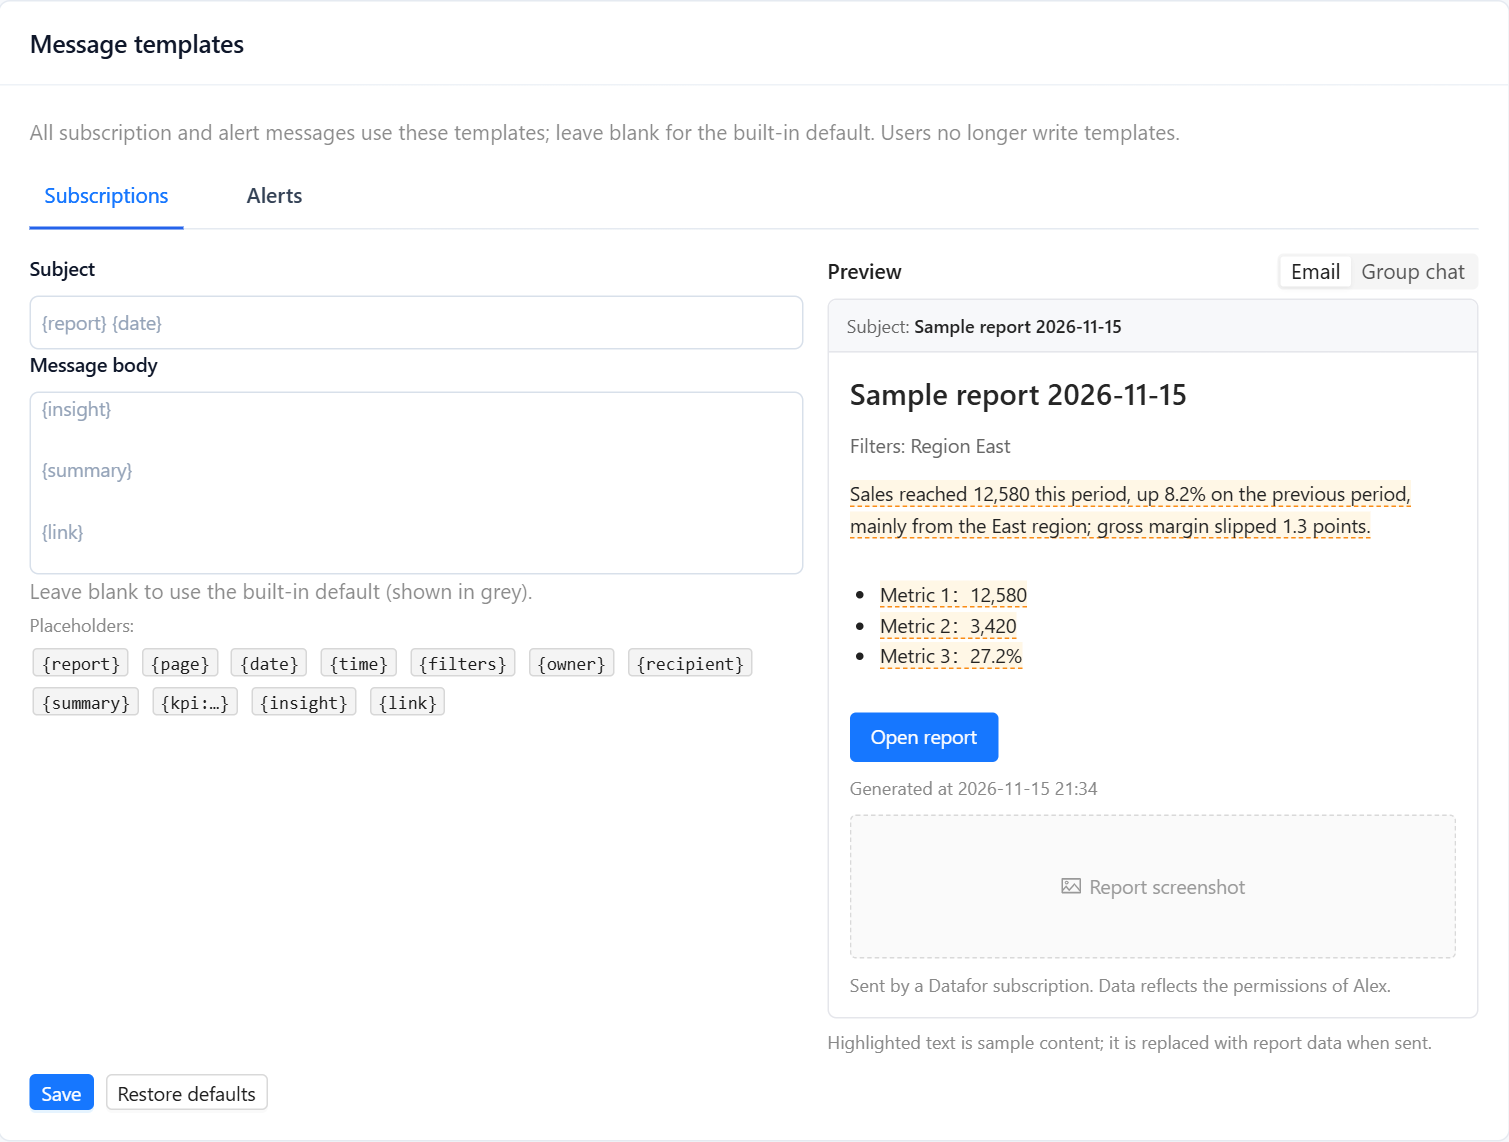 Message templates
All subscription and alert messages use these templates; leave blank for the built-in default. Users no longer write templates.
Subscriptions
Alerts
Subject
{report} {date}
Message body
{insight}
{summary}
{link}
Leave blank to use the built-in default (shown in grey).
Placeholders:
{report} {page} {date} {time} {filters} {owner} {recipient}
{summary} {kpi:…} {insight} {link}
Preview
Email
Group chat
Subject: Sample report 2026-11-15
Sample report 2026-11-15
Filters: Region East
Sales reached 12,580 this period, up 8.2% on the previous period,
mainly from the East region; gross margin slipped 1.3 points.
Metric 1： 12,580
Metric 2： 3,420
Metric 3： 27.2%
Open report
Generated at 2026-11-15 21:34
Report screenshot
Sent by a Datafor subscription. Data reflects the permissions of Alex.
Highlighted text is sample content; it is replaced with report data when sent.
Save
Restore defaults